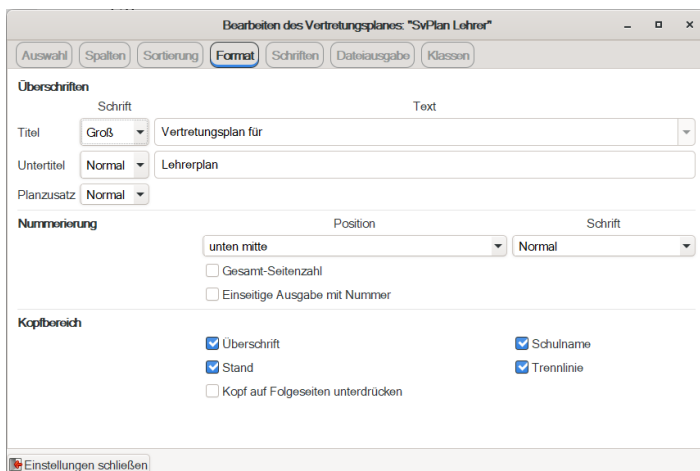 Bearbeiten des Vertretungsplanes: "SvPlan Lehrer"
Auswahl Spalten Sortierung Format Schriften Dateiausgabe Klassen
Überschriften
Schrift Text
Titel Groß Vertretungsplan für
Untertitel Normal Lehrerplan
Planzusatz Normal
Nummerierung Position Schrift
unten mitte Normal
Gesamt-Seitenzahl
Einseitige Ausgabe mit Nummer
Kopfbereich
Überschrift Schulname
Stand Trennlinie
Kopf auf Folgeseiten unterdrücken
Einstellungen schließen